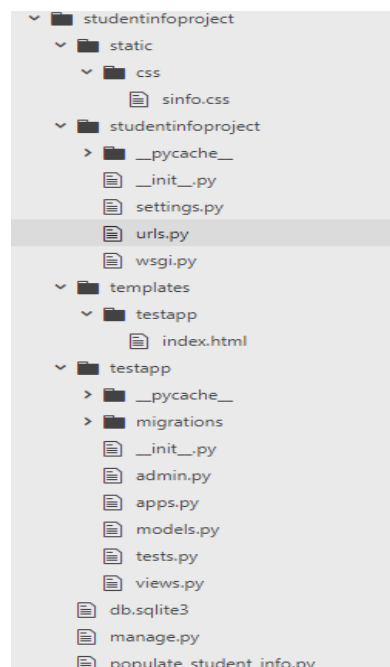 studentinfoproject
static
css
sinfo.css
studentinfoproject
__pycache__
__init__.py
settings.py
urls.py
wsgi.py
templates
testapp
index.html
testapp
__pycache__
migrations
__init__.py
admin.py
apps.py
models.py
tests.py
views.py
db.sqlite3
manage.py
populate_student_info.py